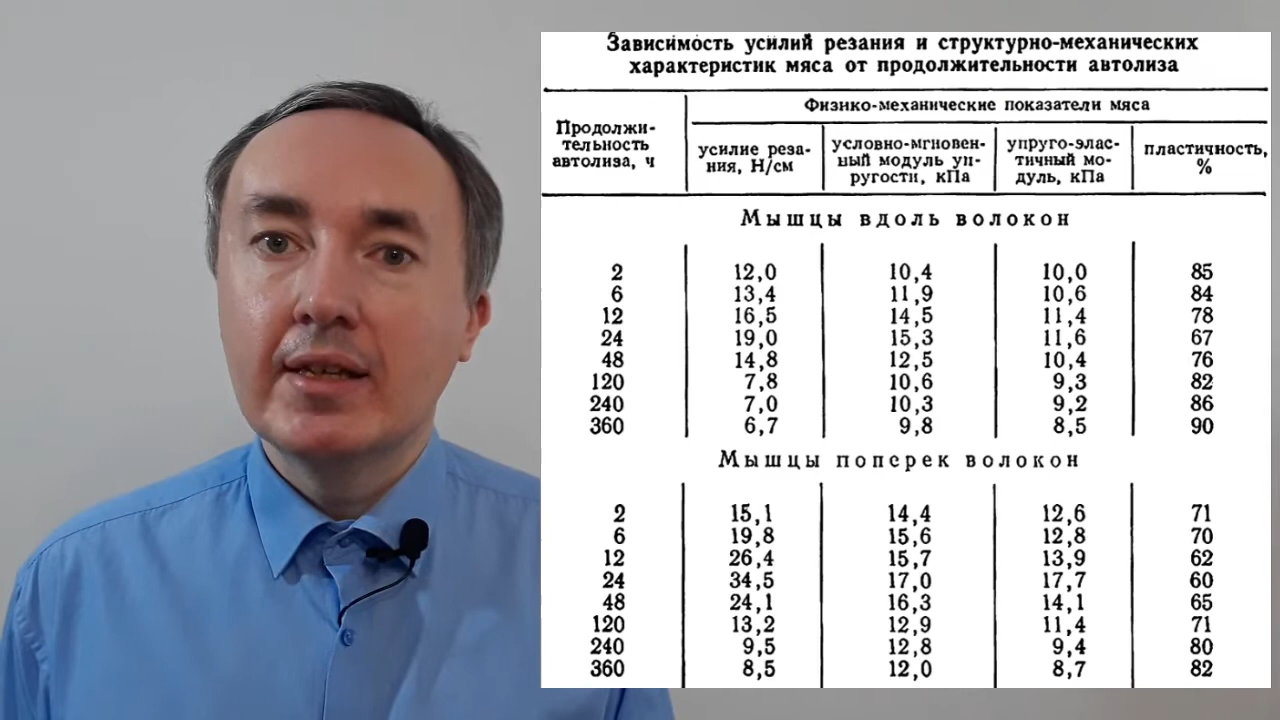 Зависимость усилий резания и структурно-механических
характеристик мяса от продолжительности автолиза
Продолжи-
тельность
автолиза, ч
Физико-механические показатели мяса
усилие реза-
ния, Н/см
условно-мгновен-
ный модуль уп-
ругости, кПа
упруго-элас-
тичный мо-
дуль, кПа
пластичность,
%
Мышцы вдоль волокон
2 12,0 10,4 10,0 85
6 13,4 11,9 10,6 84
12 16,5 14,5 11,4 78
24 19,0 15,3 11,6 67
48 14,8 12,5 10,4 76
120 7,8 10,6 9,3 82
240 7,0 10,3 9,2 86
360 6,7 9,8 8,5 90
Мышцы поперек волокон
2 15,1 14,4 12,6 71
6 19,8 15,6 12,8 70
12 26,4 15,7 13,9 62
24 34,5 17,0 17,7 60
48 24,1 16,3 14,1 65
120 13,2 12,9 11,4 71
240 9,5 12,8 9,4 80
360 8,5 12,0 8,7 82